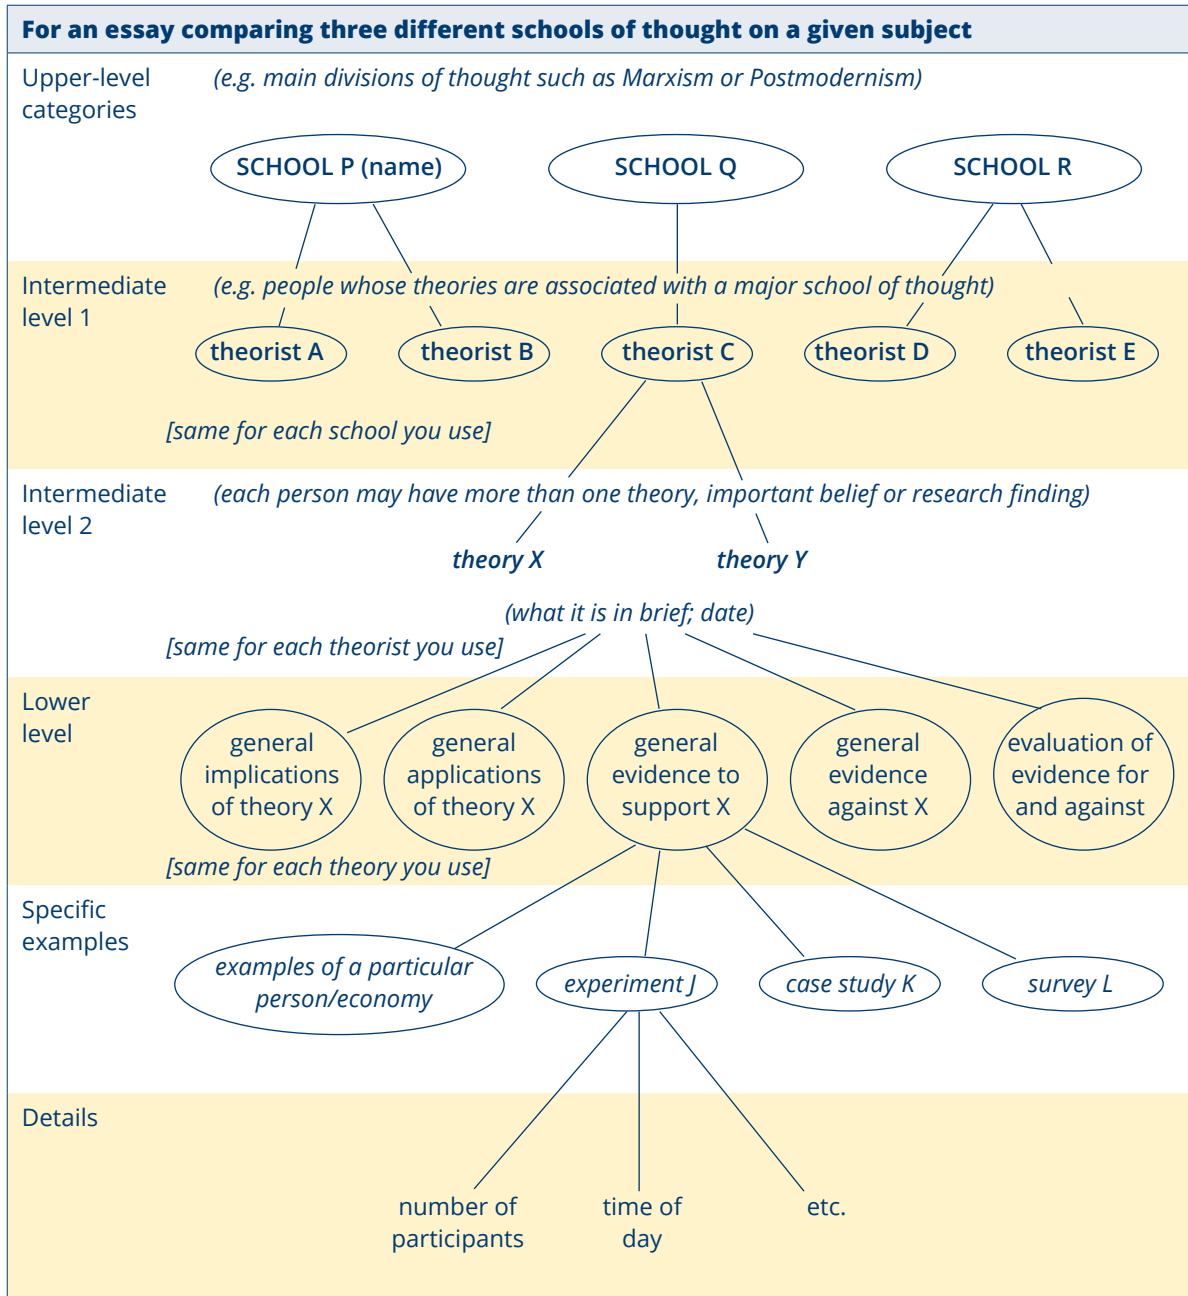 For an essay comparing three different schools of thought on a given subject
Upper-level
categories
(e.g. main divisions of thought such as Marxism or Postmodernism)
SCHOOL P (name)
SCHOOL Q
SCHOOL R
Intermediate
level 1
(e.g. people whose theories are associated with a major school of thought)
theorist A
theorist B
theorist C
theorist D
theorist E
[same for each school you use]
Intermediate
level 2
(each person may have more than one theory, important belief or research finding)
theory X
theory Y
(what it is in brief; date)
[same for each theorist you use]
Lower
level
general
implications
of theory X
general
applications
of theory X
general
evidence to
support X
general
evidence
against X
evaluation of
evidence for
and against
[same for each theory you use]
Specific
examples
examples of a particular
person/economy
experiment J
case study K
survey L
Details
number of
participants
time of
day
etc.